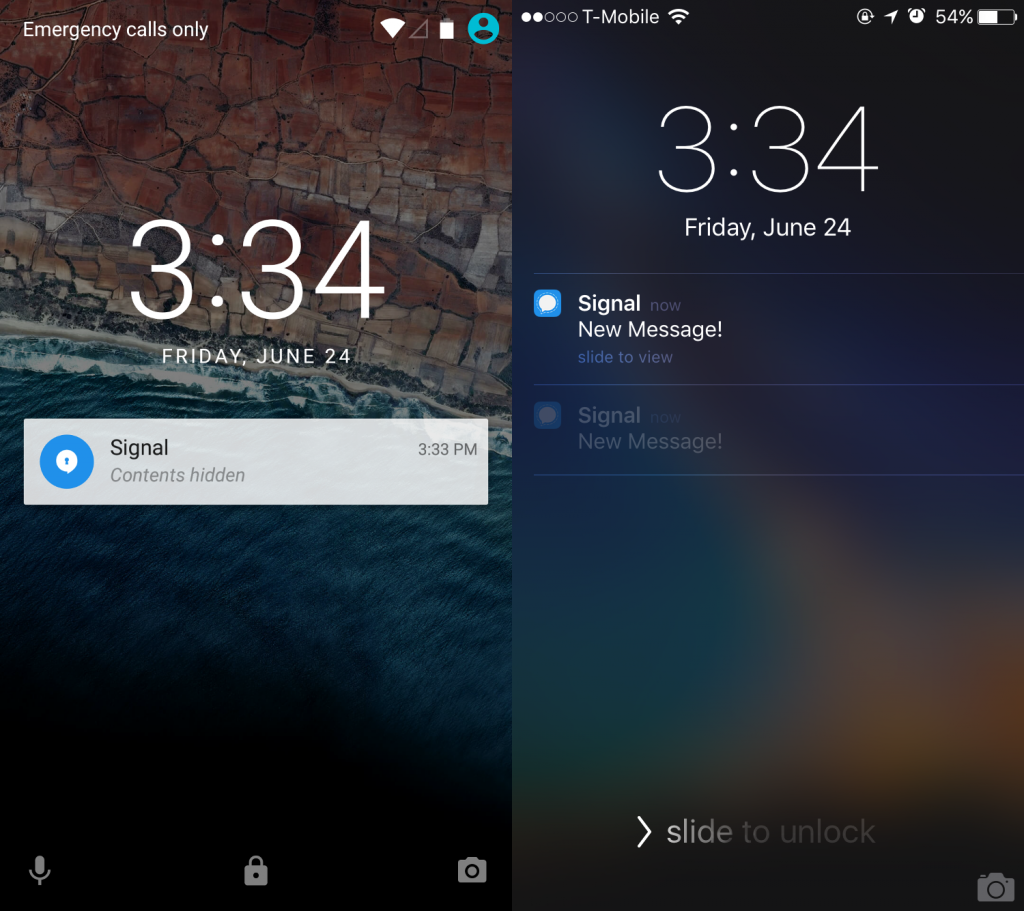 Emergency calls only
3:34
FRIDAY, JUNE 24
Signal 3:33 PM
Contents hidden
T-Mobile 54%
3:34
Friday, June 24
Signal now
New Message!
slide to view
Signal now
New Message!
slide to unlock